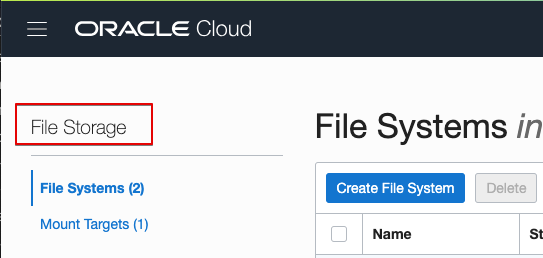 ORACLE Cloud
File Storage
File Systems (2)
Mount Targets (1)
File Systems in
Create File System
Delete
Name
St